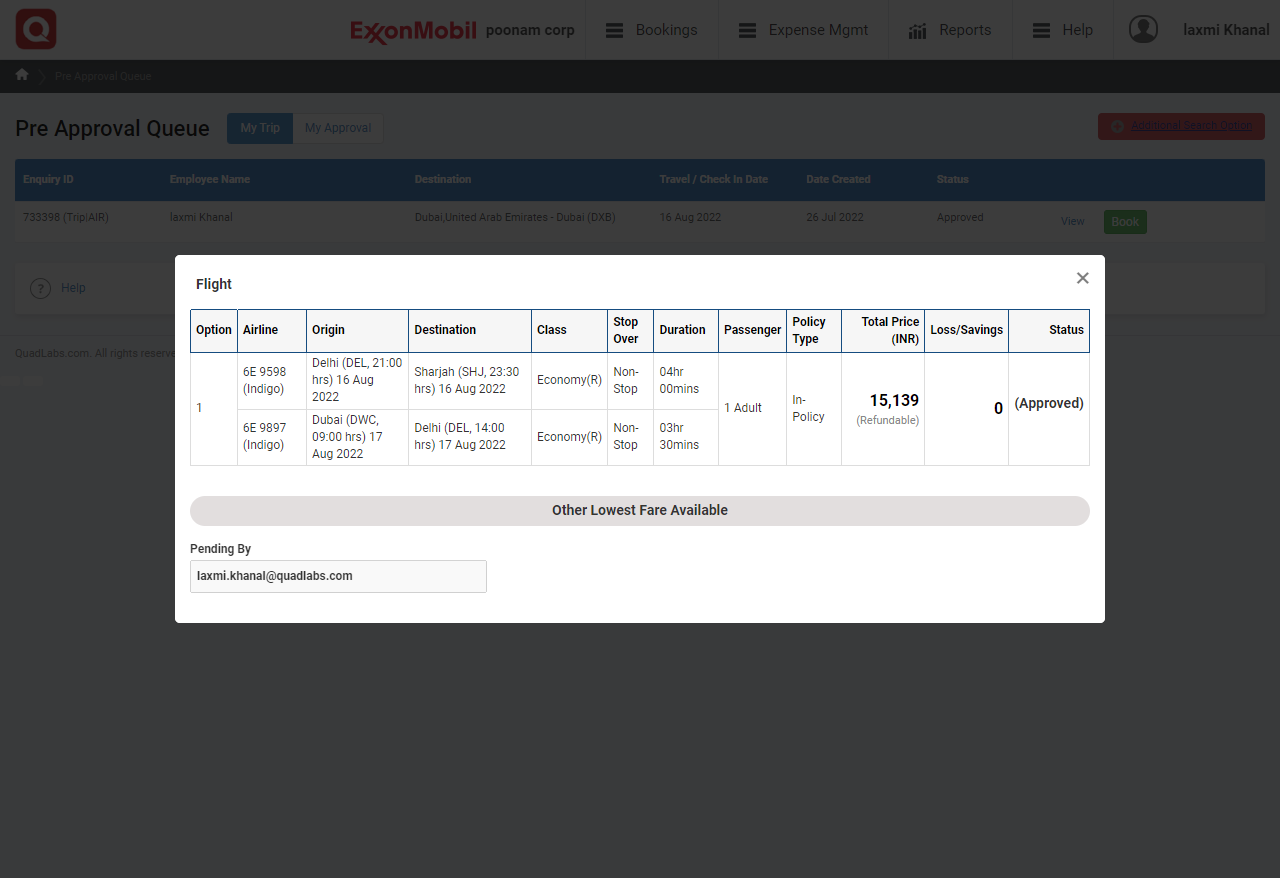 ExxonMobil poonam corp Bookings Expense Mgmt Reports Help laxmi Khanal
Pre Approval Queue
Pre Approval Queue My Trip My Approval Additional Search Option
Enquiry ID Employee Name Destination Travel / Check In Date Date Created Status
733398 (Trip|AIR) laxmi Khanal Dubai,United Arab Emirates - Dubai (DXB) 16 Aug 2022 26 Jul 2022 Approved View Book
? Help
QuadLabs.com. All rights reserve
Flight
Option Airline Origin Destination Class Stop Over Duration Passenger Policy Type Total Price (INR) Loss/Savings Status
1
6E 9598 (Indigo)
Delhi (DEL, 21:00 hrs) 16 Aug 2022
Sharjah (SHJ, 23:30 hrs) 16 Aug 2022
Economy(R)
Non-Stop
04hr 00mins
1 Adult
In-Policy
15,139
(Refundable)
0
(Approved)
6E 9897 (Indigo)
Dubai (DWC, 09:00 hrs) 17 Aug 2022
Delhi (DEL, 14:00 hrs) 17 Aug 2022
Economy(R)
Non-Stop
03hr 30mins
Other Lowest Fare Available
Pending By
laxmi.khanal@quadlabs.com